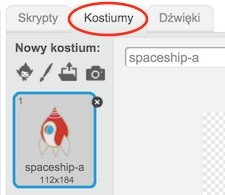 Skrypty Kostiumy Dźwięki
Nowy kostium:
spaceship-a
1
spaceship-a
112x184